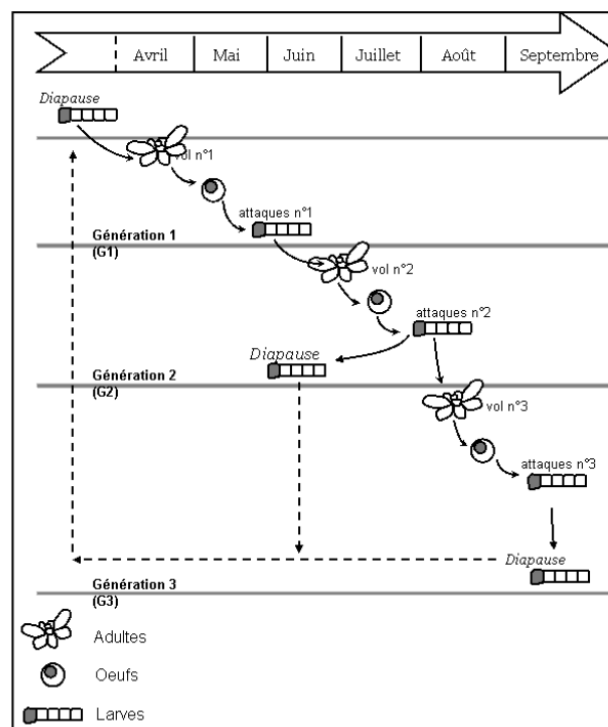 Avril Mai Juin Juillet Août Septembre
Diapause
vol n°1
attaques n°1
Génération 1
(G1)
vol n°2
attaques n°2
Diapause
Génération 2
(G2)
vol n°3
attaques n°3
Diapause
Génération 3
(G3)
Adultes
Oeufs
Larves